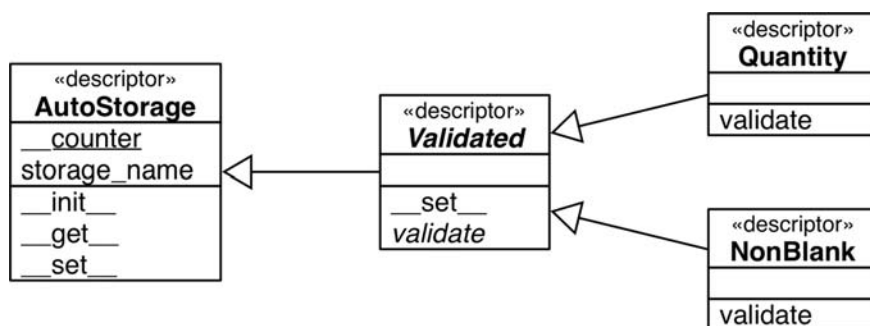 «descriptor»
AutoStorage
__counter
storage_name
__init__
__get__
__set__
«descriptor»
Validated
__set__
validate
«descriptor»
Quantity
validate
«descriptor»
NonBlank
validate